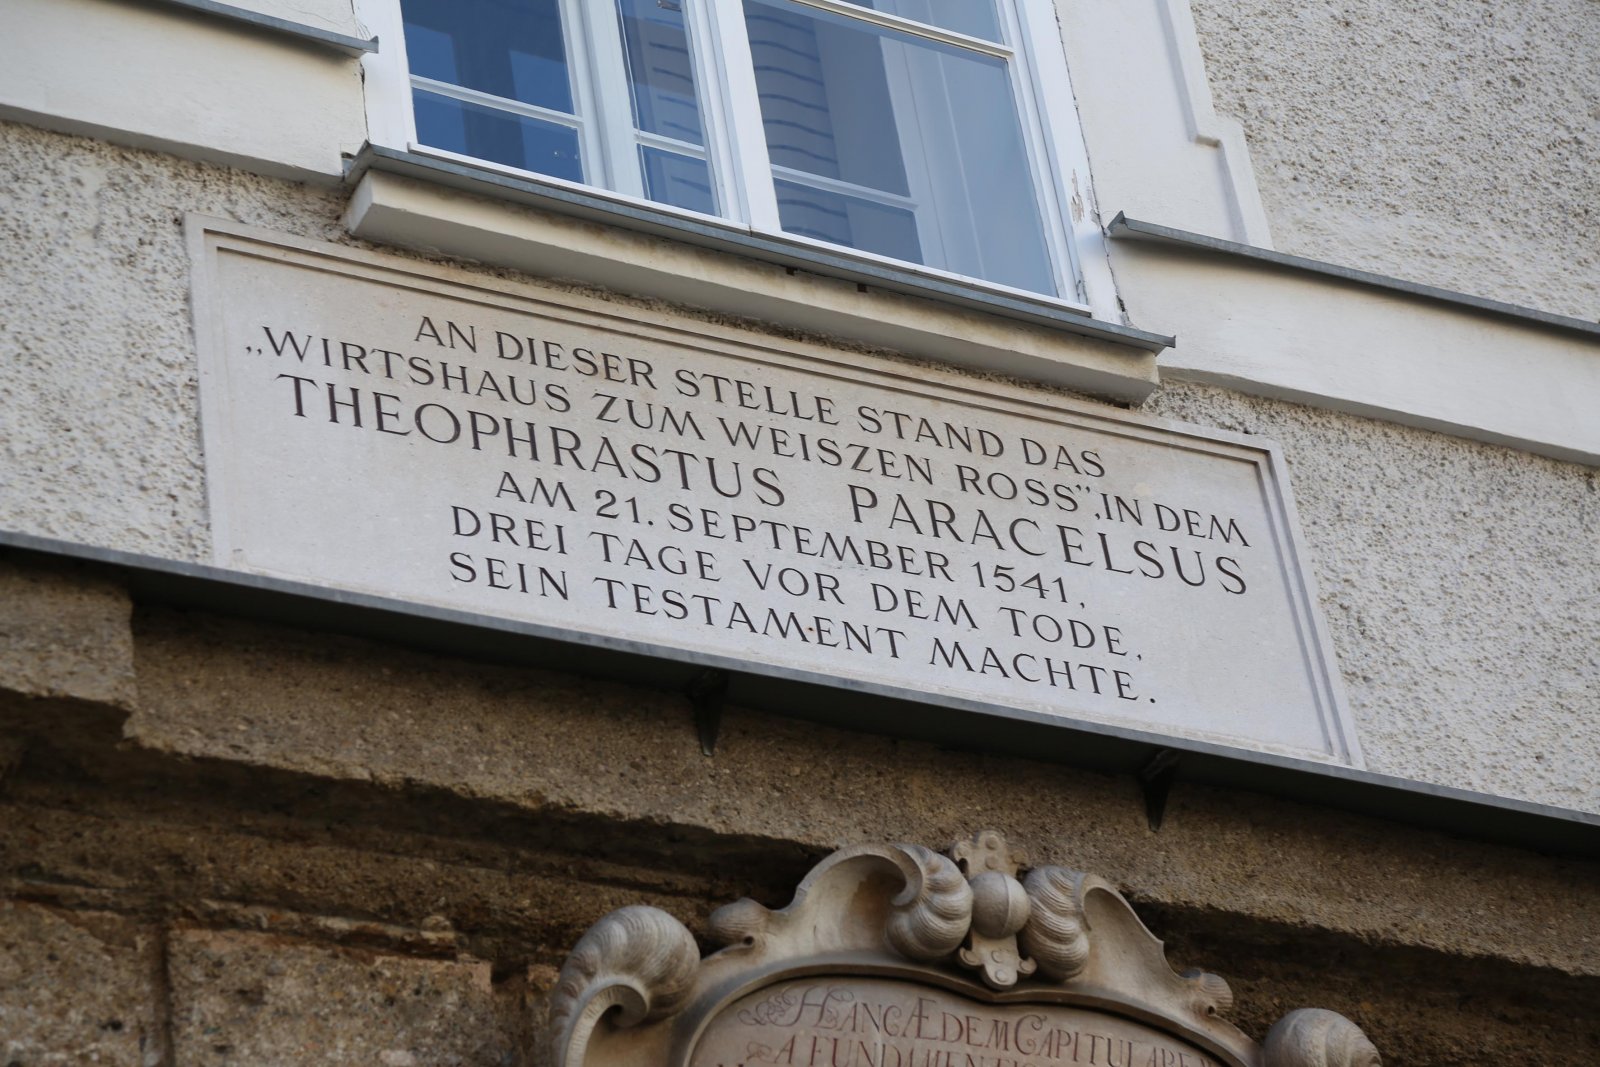 AN DIESER STELLE STAND DAS
„WIRTSHAUS ZUM WEISZEN ROSS”, IN DEM
THEOPHRASTUS PARACELSUS
AM 21. SEPTEMBER 1541,
DREI TAGE VOR DEM TODE,
SEIN TESTAMENT MACHTE.
HANC ÆDEM CAPITULAREM
A FUNDAMENTIS